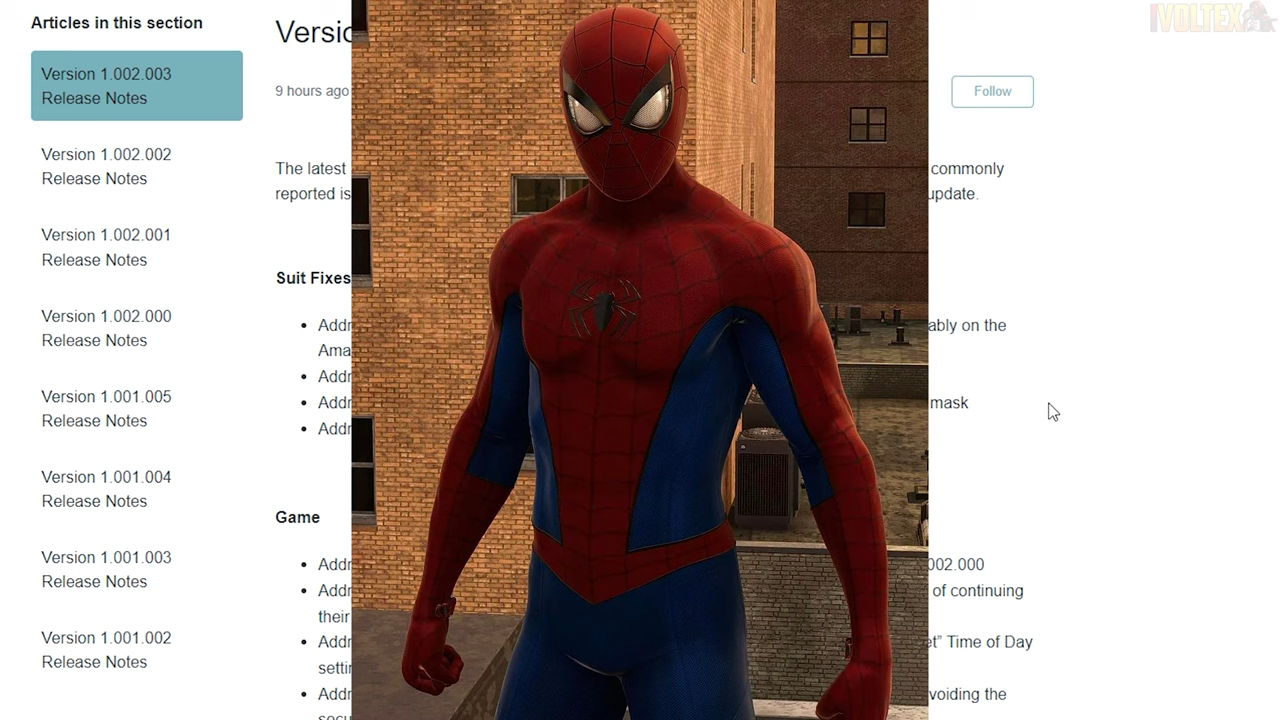 Articles in this section
Version 1.002.003
Release Notes
Version 1.002.002
Release Notes
Version 1.002.001
Release Notes
Version 1.002.000
Release Notes
Version 1.001.005
Release Notes
Version 1.001.004
Release Notes
Version 1.001.003
Release Notes
Version 1.001.002
Release Notes
Versio
9 hours ago
Follow
The latest commonly
reported is update.
Suit Fixes
• Addr ably on the
Ama
• Addr
• Addr mask
• Addr
Game
• Addr 002.000
• Addr of continuing
their
• Addr et” Time of Day
settin
• Addr voiding the
secu
VOLTEX